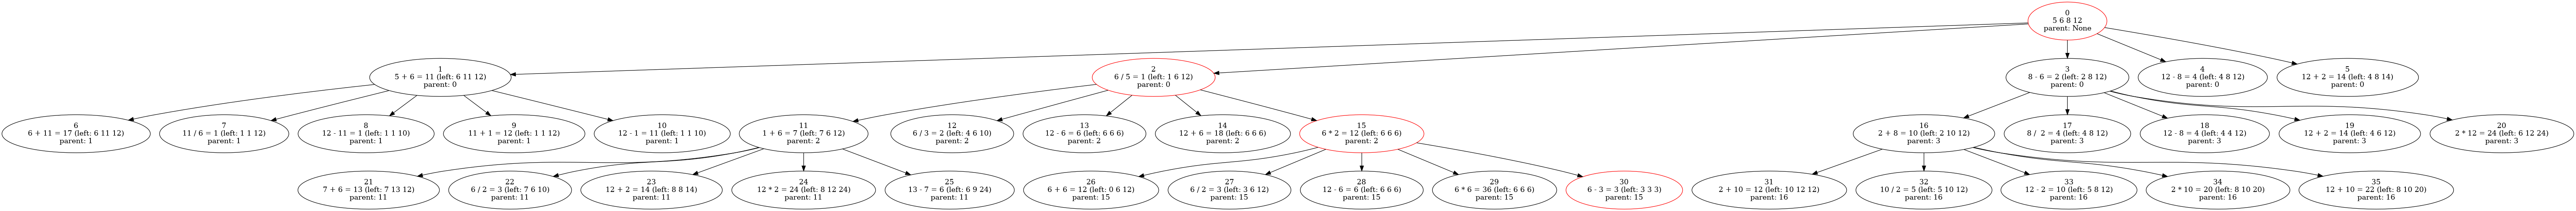 0
5 6 8 12
parent: None
1
5 + 6 = 11 (left: 6 11 12)
parent: 0
2
6 / 5 = 1 (left: 1 6 12)
parent: 0
3
8 - 6 = 2 (left: 2 8 12)
parent: 0
4
12 - 8 = 4 (left: 4 8 12)
parent: 0
5
12 + 2 = 14 (left: 4 8 14)
parent: 0
6
6 + 11 = 17 (left: 6 11 12)
parent: 1
7
11 / 6 = 1 (left: 1 1 12)
parent: 1
8
12 - 11 = 1 (left: 1 1 10)
parent: 1
9
11 + 1 = 12 (left: 1 1 12)
parent: 1
10
12 - 1 = 11 (left: 1 1 10)
parent: 1
11
1 + 6 = 7 (left: 7 6 12)
parent: 2
12
6 / 3 = 2 (left: 4 6 10)
parent: 2
13
12 - 6 = 6 (left: 6 6 6)
parent: 2
14
12 + 6 = 18 (left: 6 6 6)
parent: 2
15
6 * 2 = 12 (left: 6 6 6)
parent: 2
16
2 + 8 = 10 (left: 2 10 12)
parent: 3
17
8 / 2 = 4 (left: 4 8 12)
parent: 3
18
12 - 8 = 4 (left: 4 4 12)
parent: 3
19
12 + 2 = 14 (left: 4 6 12)
parent: 3
20
2 * 12 = 24 (left: 6 12 24)
parent: 3
21
7 + 6 = 13 (left: 7 13 12)
parent: 11
22
6 / 2 = 3 (left: 7 6 10)
parent: 11
23
12 + 2 = 14 (left: 8 8 14)
parent: 11
24
12 * 2 = 24 (left: 8 12 24)
parent: 11
25
13 - 7 = 6 (left: 6 9 24)
parent: 11
26
6 + 6 = 12 (left: 0 6 12)
parent: 15
27
6 / 2 = 3 (left: 3 6 12)
parent: 15
28
12 - 6 = 6 (left: 6 6 6)
parent: 15
29
6 * 6 = 36 (left: 6 6 6)
parent: 15
30
6 - 3 = 3 (left: 3 3 3)
parent: 15
31
2 + 10 = 12 (left: 10 12 12)
parent: 16
32
10 / 2 = 5 (left: 5 10 12)
parent: 16
33
12 - 2 = 10 (left: 5 8 12)
parent: 16
34
2 * 10 = 20 (left: 8 10 20)
parent: 16
35
12 + 10 = 22 (left: 8 10 20)
parent: 16